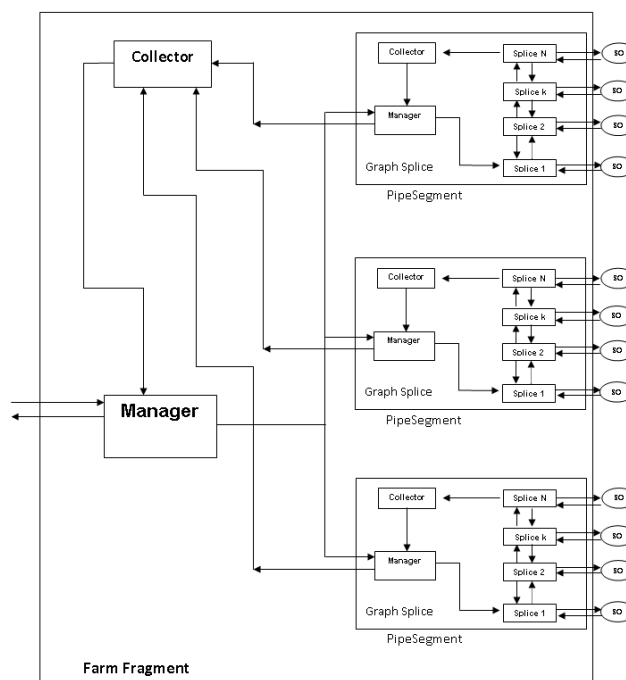 Collector
Manager
Farm Fragment
Collector
Splice N
SO
Splice k
SO
Manager
Splice 2
SO
Graph Splice
Splice 1
SO
PipeSegment
Collector
Splice N
SO
Splice k
SO
Manager
Splice 2
SO
Graph Splice
Splice 1
SO
PipeSegment
Collector
Splice N
SO
Splice k
SO
Manager
Splice 2
SO
Graph Splice
Splice 1
SO
PipeSegment